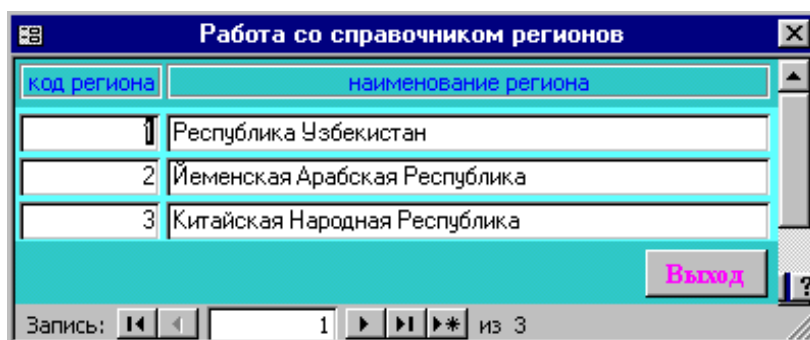 Работа со справочником регионов
код региона наименование региона
1 Республика Узбекистан
2 Йеменская Арабская Республика
3 Китайская Народная Республика
Выход
?
Запись: 1 из 3